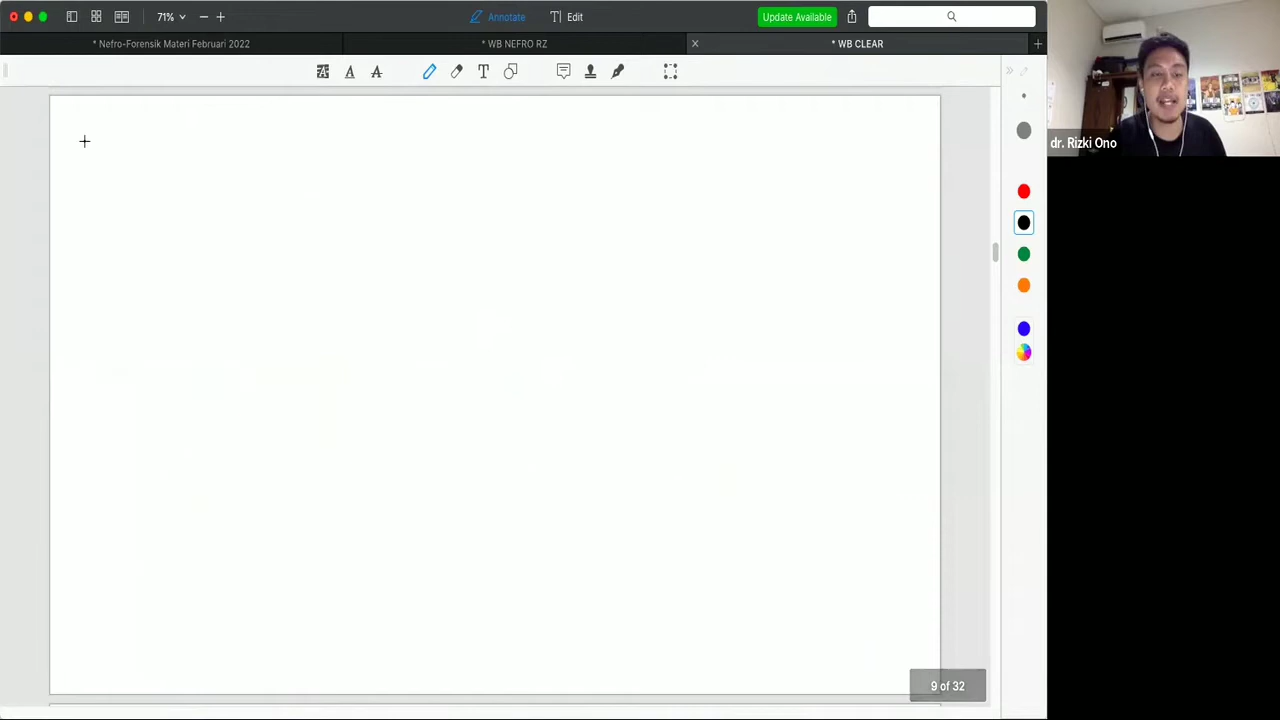 71%
Annotate
Edit
Update Available
* Nefro-Forensik Materi Februari 2022
* WB NEFRO RZ
* WB CLEAR
dr. Rizki Ono
9 of 32